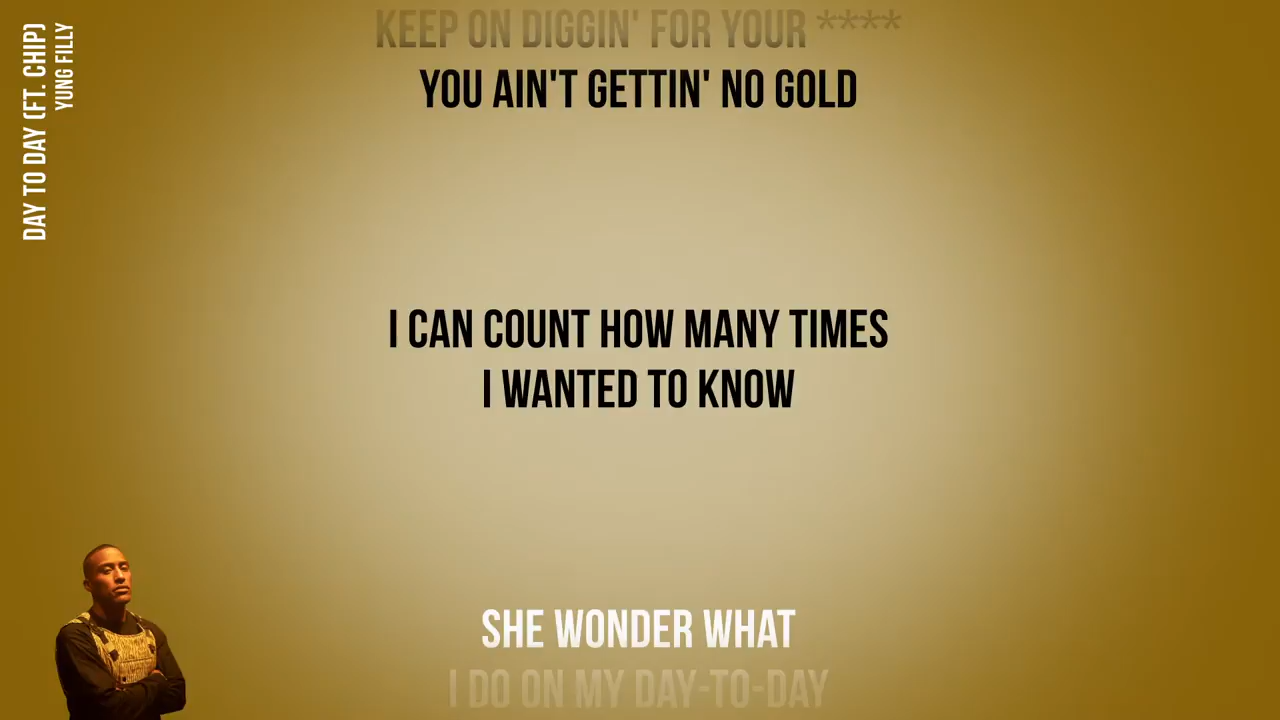 DAY TO DAY (FT. CHIP)
YUNG FILLY
KEEP ON DIGGIN' FOR YOUR ****
YOU AIN'T GETTIN' NO GOLD
I CAN COUNT HOW MANY TIMES
I WANTED TO KNOW
SHE WONDER WHAT
I DO ON MY DAY-TO-DAY